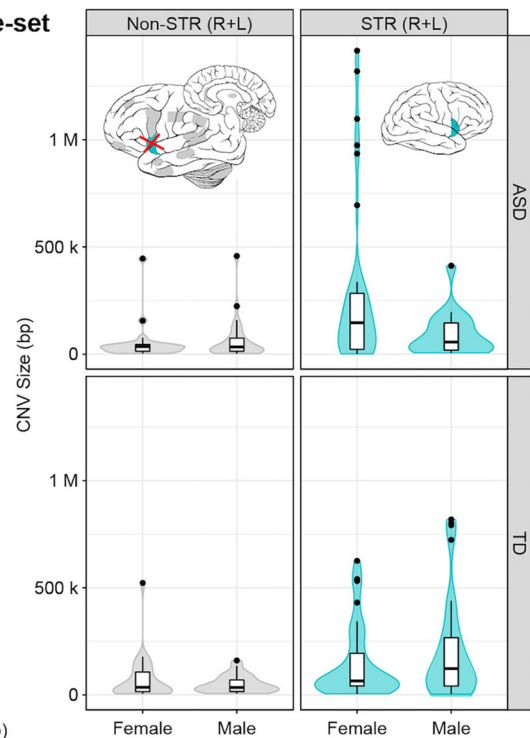 e-set
Non-STR (R+L)
STR (R+L)
1 M
500 k
0
ASD
CNV Size (bp)
1 M
500 k
0
TD
Female
Male
Female
Male
)